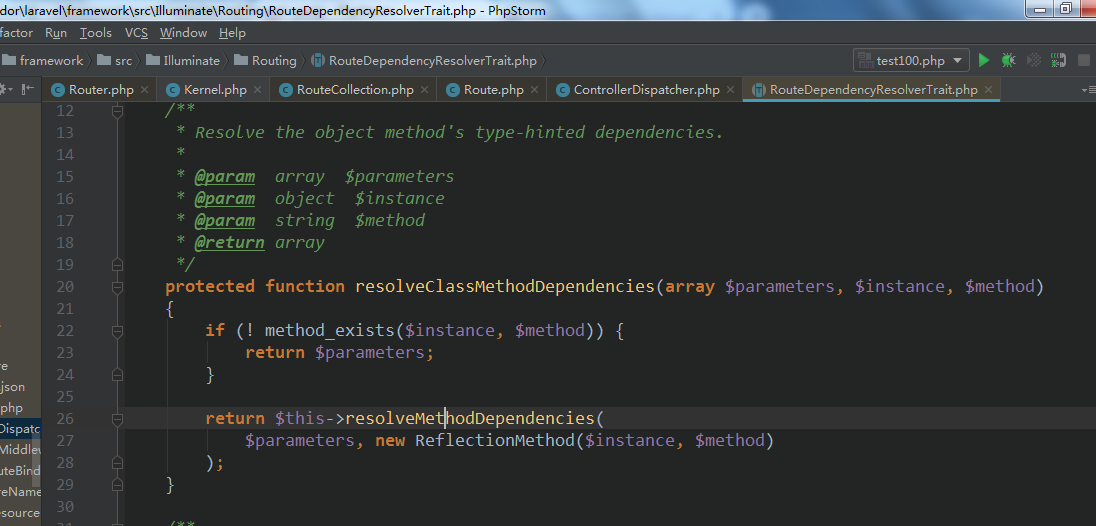 dor\laravel\framework\src\Illuminate\Routing\RouteDependencyResolverTrait.php - PhpStorm
factor Run Tools VCS Window Help
framework src Illuminate Routing RouteDependencyResolverTrait.php test100.php
Router.php Kernel.php RouteCollection.php Route.php ControllerDispatcher.php RouteDependencyResolverTrait.php
12 /**
13 * Resolve the object method's type-hinted dependencies.
14 *
15 * @param  array  $parameters
16 * @param  object  $instance
17 * @param  string  $method
18 * @return array
19 */
20 protected function resolveClassMethodDependencies(array $parameters, $instance, $method)
21 {
22 if (! method_exists($instance, $method)) {
23 return $parameters;
24 }
25
26 return $this->resolveMethodDependencies(
27 $parameters, new ReflectionMethod($instance, $method)
28 );
29 }
30
/**
re
json
php
Dispatc
Middlew
uteBind
reName
esource